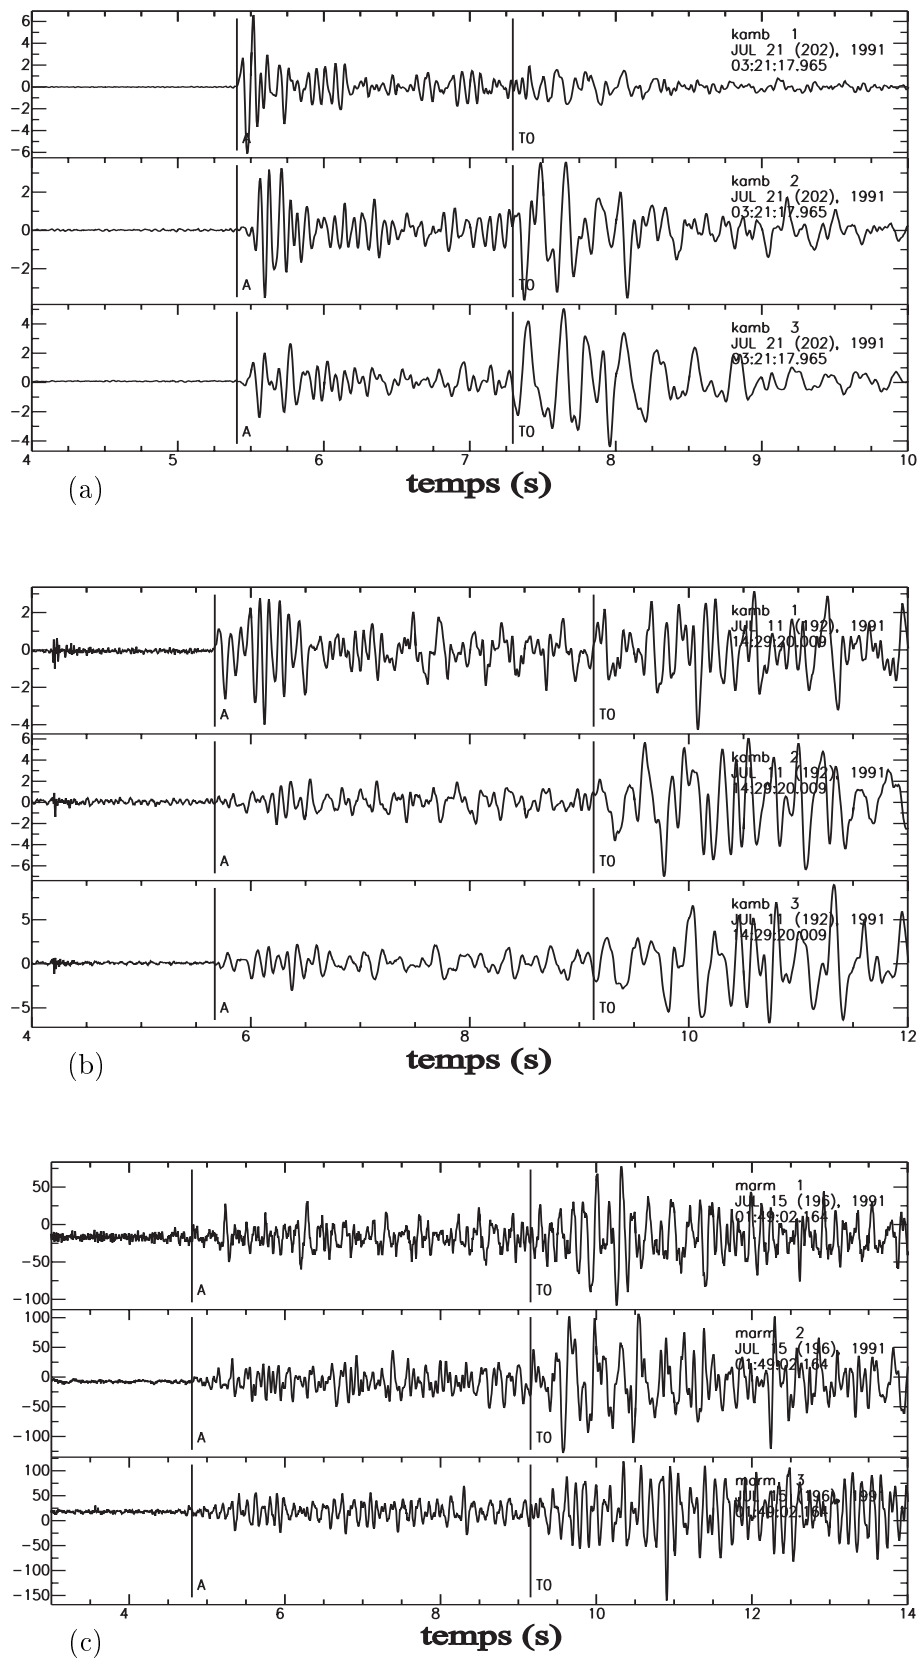 6
4
2
0
−2
−4
−6
kamb 1
JUL 21 (202), 1991
03:21:17.965
A
T0
2
0
−2
kamb 2
JUL 21 (202), 1991
03:21:17.965
A
T0
4
2
0
−2
−4
kamb 3
JUL 21 (202), 1991
03:21:17.965
A
T0
4 5 6 7 8 9 10
temps (s)
(a)
2
0
−2
−4
kamb 1
JUL 11 (192), 1991
14:29:20.009
A
T0
6
4
2
0
−2
−4
−6
kamb 2
JUL 11 (192), 1991
14:29:20.009
A
T0
5
0
−5
kamb 3
JUL 11 (192), 1991
14:29:20.009
A
T0
4 6 8 10 12
temps (s)
(b)
50
0
−50
−100
marm 1
JUL 15 (196), 1991
01:49:02.164
A
T0
100
50
0
−50
−100
marm 2
JUL 15 (196), 1991
01:49:02.164
A
T0
100
50
0
−50
−100
−150
marm 3
JUL 15 (196), 1991
01:49:02.164
A
T0
4 6 8 10 12 14
temps (s)
(c)